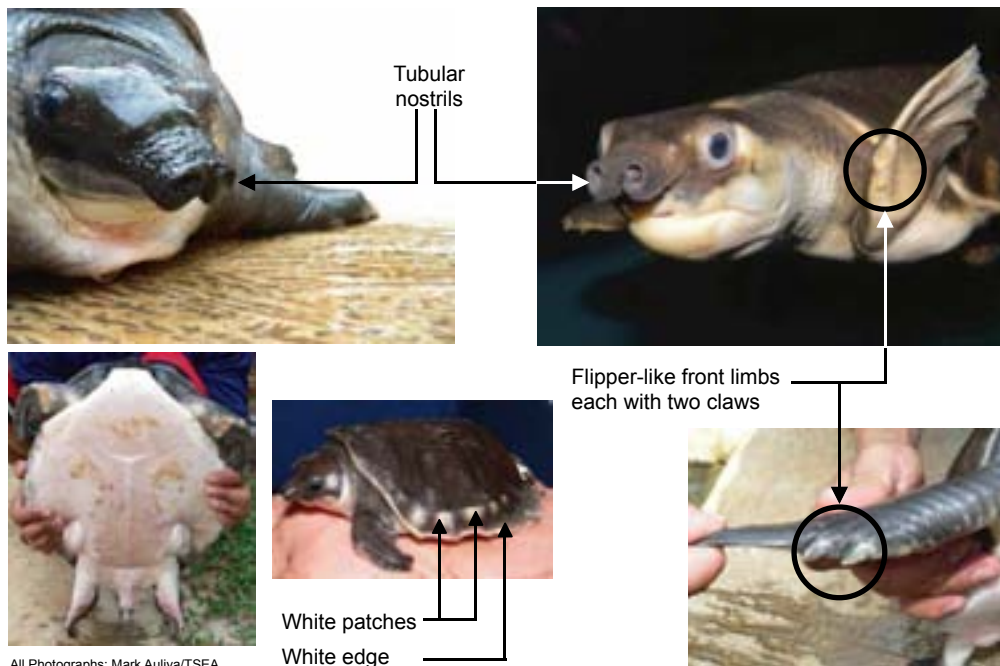 Tubular
nostrils
Flipper-like front limbs
each with two claws
White patches
White edge
All Photographs: Mark Auliya/TSEA